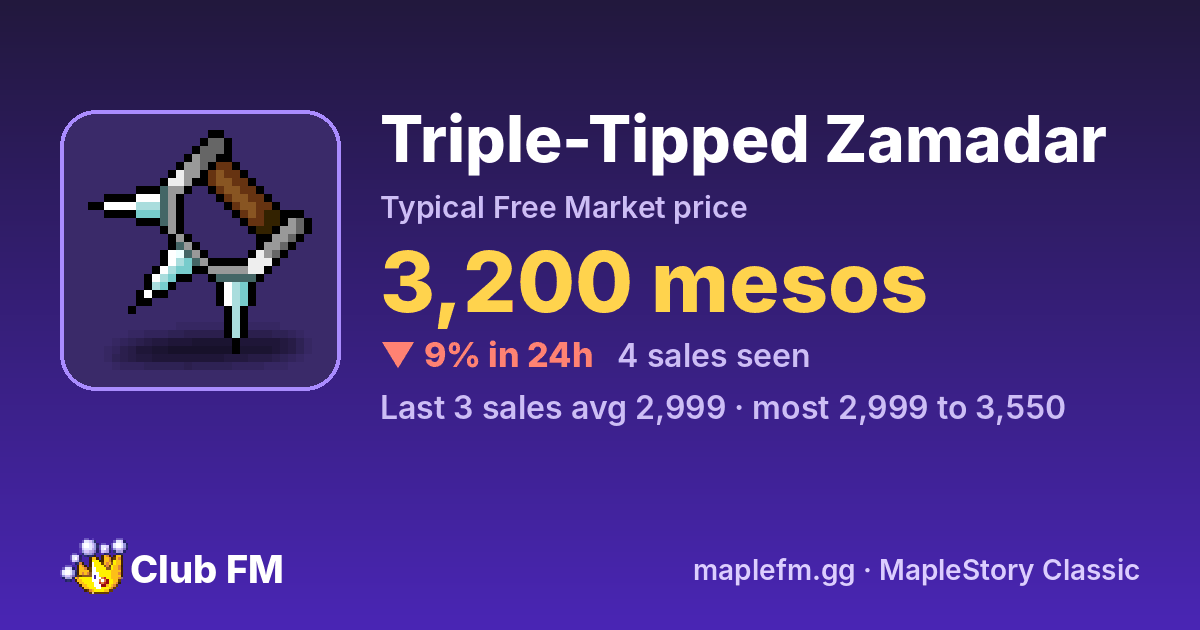 Triple-Tipped Zamadar
Typical Free Market price
3,200 mesos
▼ 9% in 24h 4 sales seen
Last 3 sales avg 2,999 · most 2,999 to 3,550
Club FM
maplefm.gg · MapleStory Classic